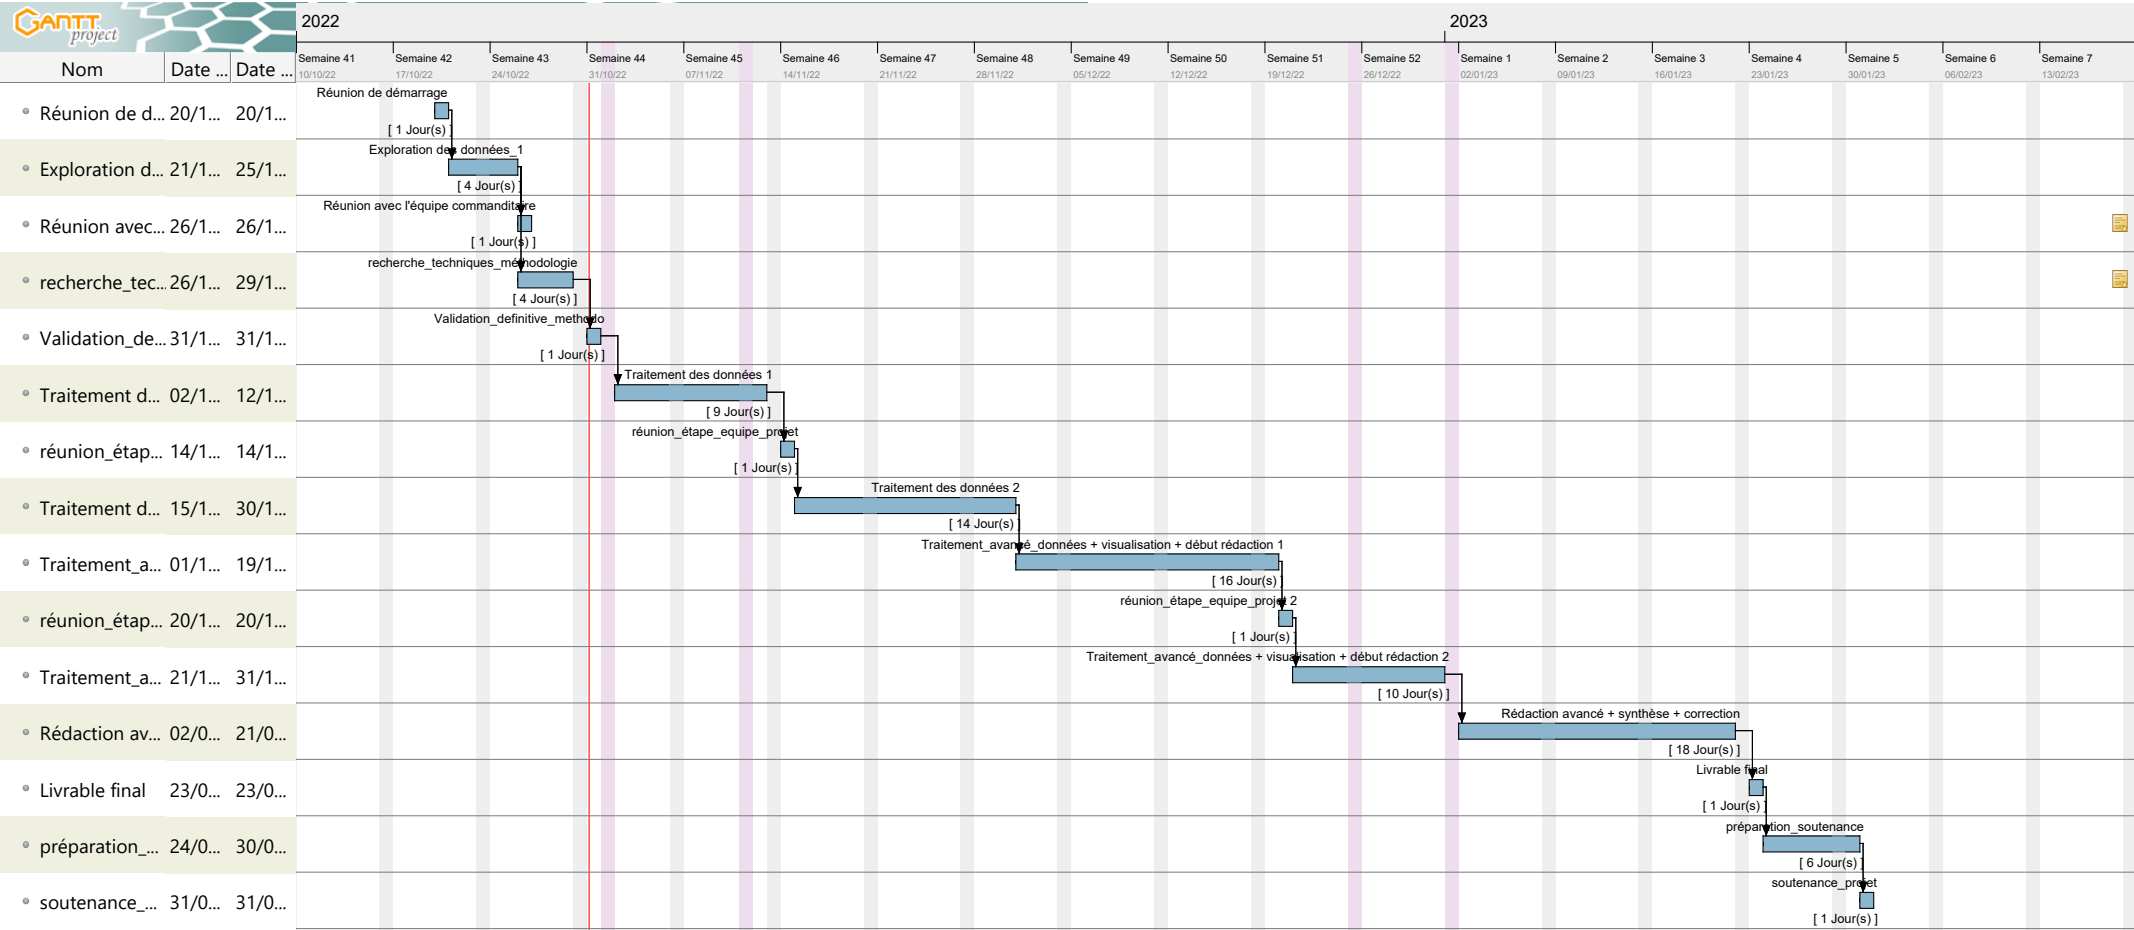 GANTT
project
2022
2023
Nom
Date ...
Date ...
Semaine 41
Semaine 42
Semaine 43
Semaine 44
Semaine 45
Semaine 46
Semaine 47
Semaine 48
Semaine 49
Semaine 50
Semaine 51
Semaine 52
Semaine 1
Semaine 2
Semaine 3
Semaine 4
Semaine 5
Semaine 6
Semaine 7
10/10/22
17/10/22
24/10/22
31/10/22
07/11/22
14/11/22
21/11/22
28/11/22
05/12/22
12/12/22
19/12/22
26/12/22
02/01/23
09/01/23
16/01/23
23/01/23
30/01/23
06/02/23
13/02/23
Réunion de d... 20/1... 20/1...
Réunion de démarrage
[ 1 Jour(s) ]
Exploration d... 21/1... 25/1...
Exploration des données_1
[ 4 Jour(s) ]
Réunion avec... 26/1... 26/1...
Réunion avec l'équipe commanditaire
[ 1 Jour(s) ]
recherche_tec... 26/1... 29/1...
recherche_techniques_méthodologie
[ 4 Jour(s) ]
Validation_de... 31/1... 31/1...
Validation_definitive_methodo
[ 1 Jour(s) ]
Traitement d... 02/1... 12/1...
Traitement des données 1
[ 9 Jour(s) ]
réunion_étap... 14/1... 14/1...
réunion_étape_equipe_projet
[ 1 Jour(s) ]
Traitement d... 15/1... 30/1...
Traitement des données 2
[ 14 Jour(s) ]
Traitement_a... 01/1... 19/1...
Traitement_avancé_données + visualisation + début rédaction 1
[ 16 Jour(s) ]
réunion_étap... 20/1... 20/1...
réunion_étape_equipe_projet 2
[ 1 Jour(s) ]
Traitement_a... 21/1... 31/1...
Traitement_avancé_données + visualisation + début rédaction 2
[ 10 Jour(s) ]
Rédaction av... 02/0... 21/0...
Rédaction avancé + synthèse + correction
[ 18 Jour(s) ]
Livrable final 23/0... 23/0...
Livrable final
[ 1 Jour(s) ]
préparation_... 24/0... 30/0...
préparation_soutenance
[ 6 Jour(s) ]
soutenance_... 31/0... 31/0...
soutenance_projet
[ 1 Jour(s) ]